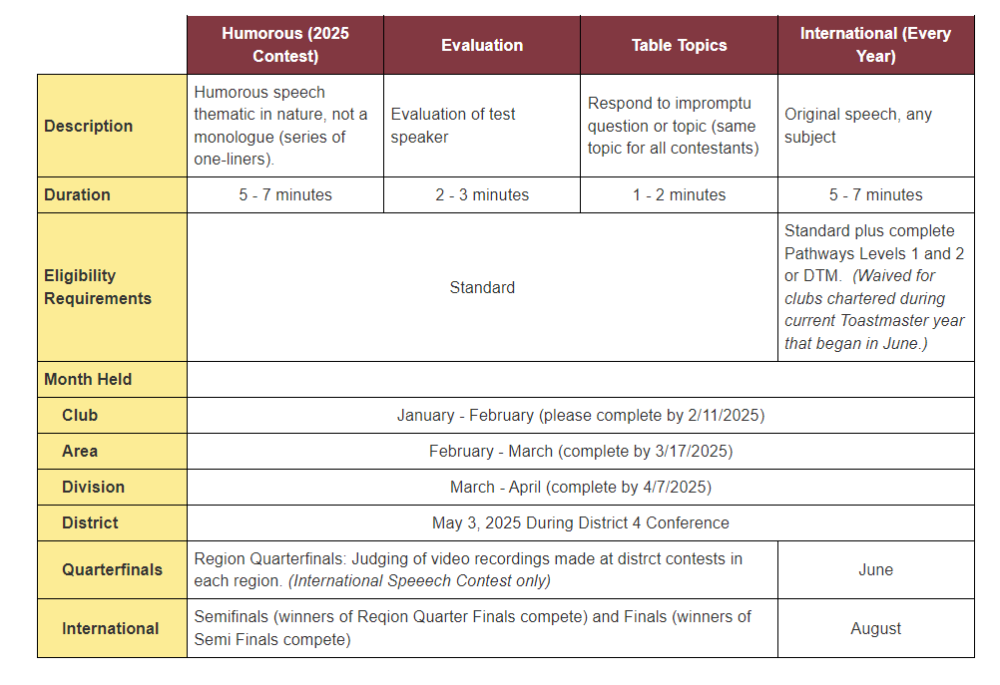 Humorous (2025
Contest)
Evaluation
Table Topics
International (Every
Year)
Description
Humorous speech
thematic in nature, not a
monologue (series of
one-liners).
Evaluation of test
speaker
Respond to impromptu
question or topic (same
topic for all contestants)
Original speech, any
subject
Duration
5 - 7 minutes
2 - 3 minutes
1 - 2 minutes
5 - 7 minutes
Eligibility
Requirements
Standard
Standard plus complete
Pathways Levels 1 and 2
or DTM. (Waived for
clubs chartered during
current Toastmaster year
that began in June.)
Month Held
Club
January - February (please complete by 2/11/2025)
Area
February - March (complete by 3/17/2025)
Division
March - April (complete by 4/7/2025)
District
May 3, 2025 During District 4 Conference
Quarterfinals
Region Quarterfinals: Judging of video recordings made at distrct contests in
each region. (International Speeech Contest only)
June
International
Semifinals (winners of Reqion Quarter Finals compete) and Finals (winners of
Semi Finals compete)
August